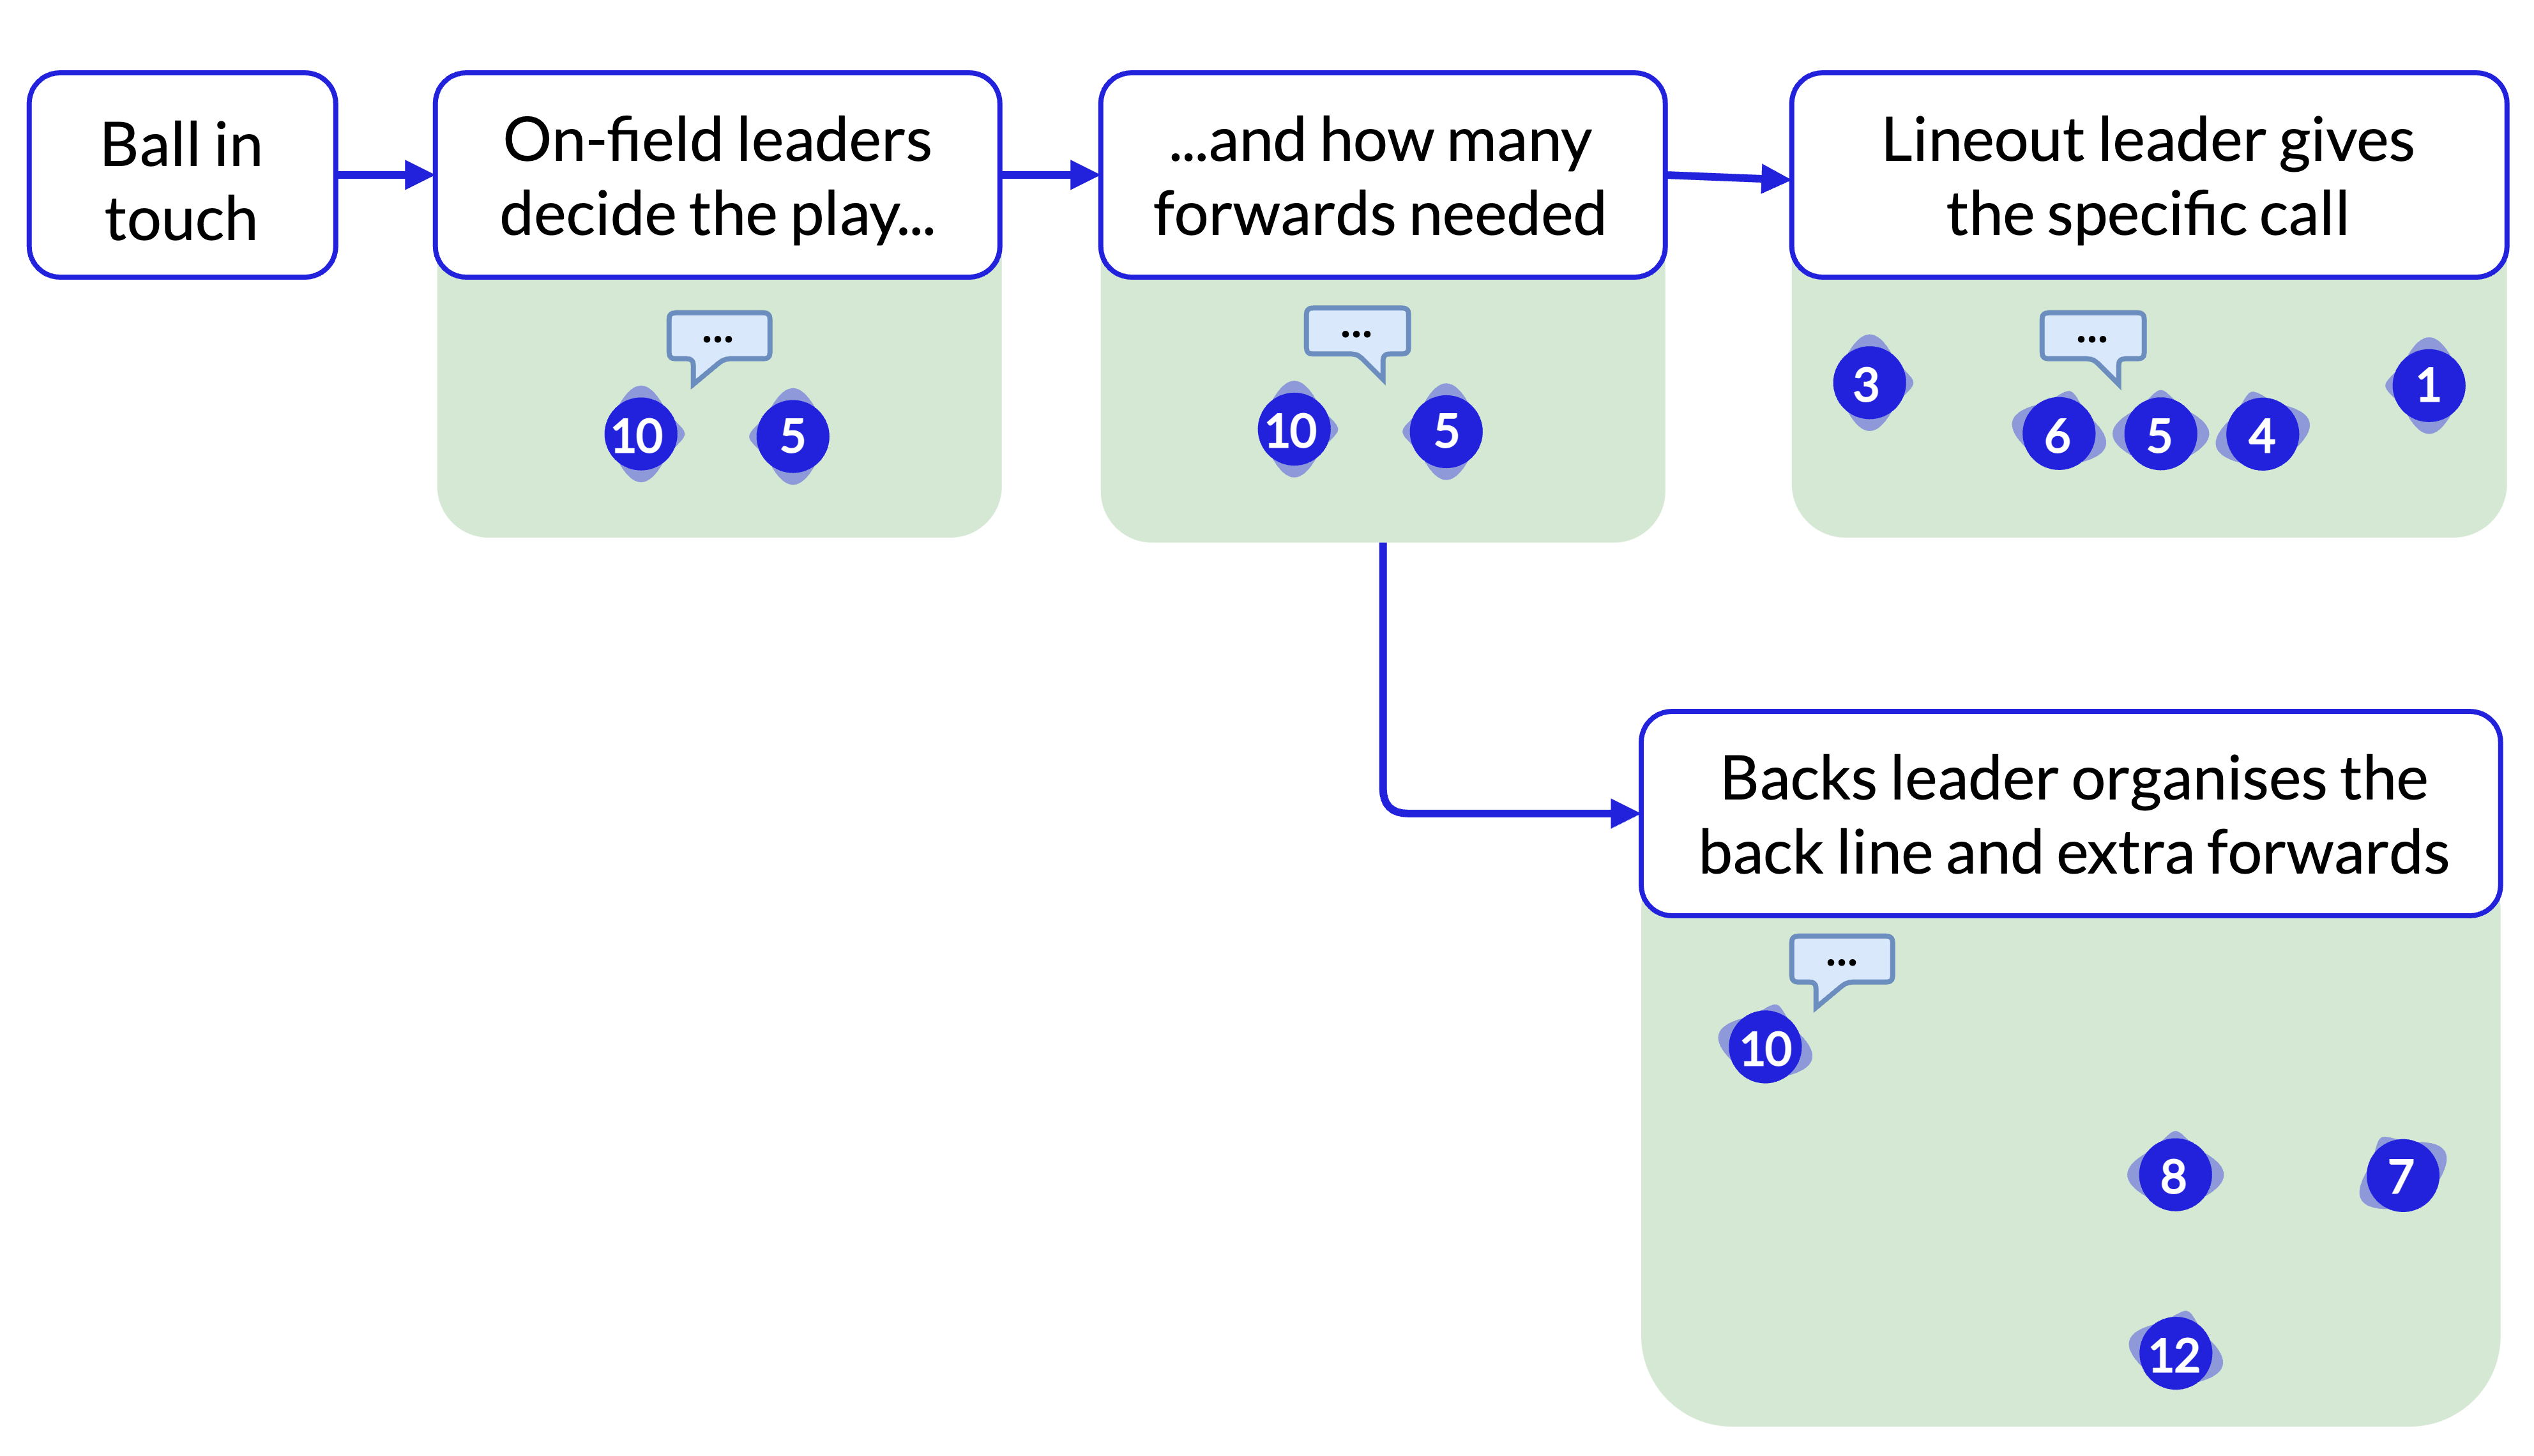 Ball in
touch
On-field leaders
decide the play...
...and how many
forwards needed
Lineout leader gives
the specific call
...
10 5
...
10 5
...
3 6 5 4 1
Backs leader organises the
back line and extra forwards
...
10
8 7
12